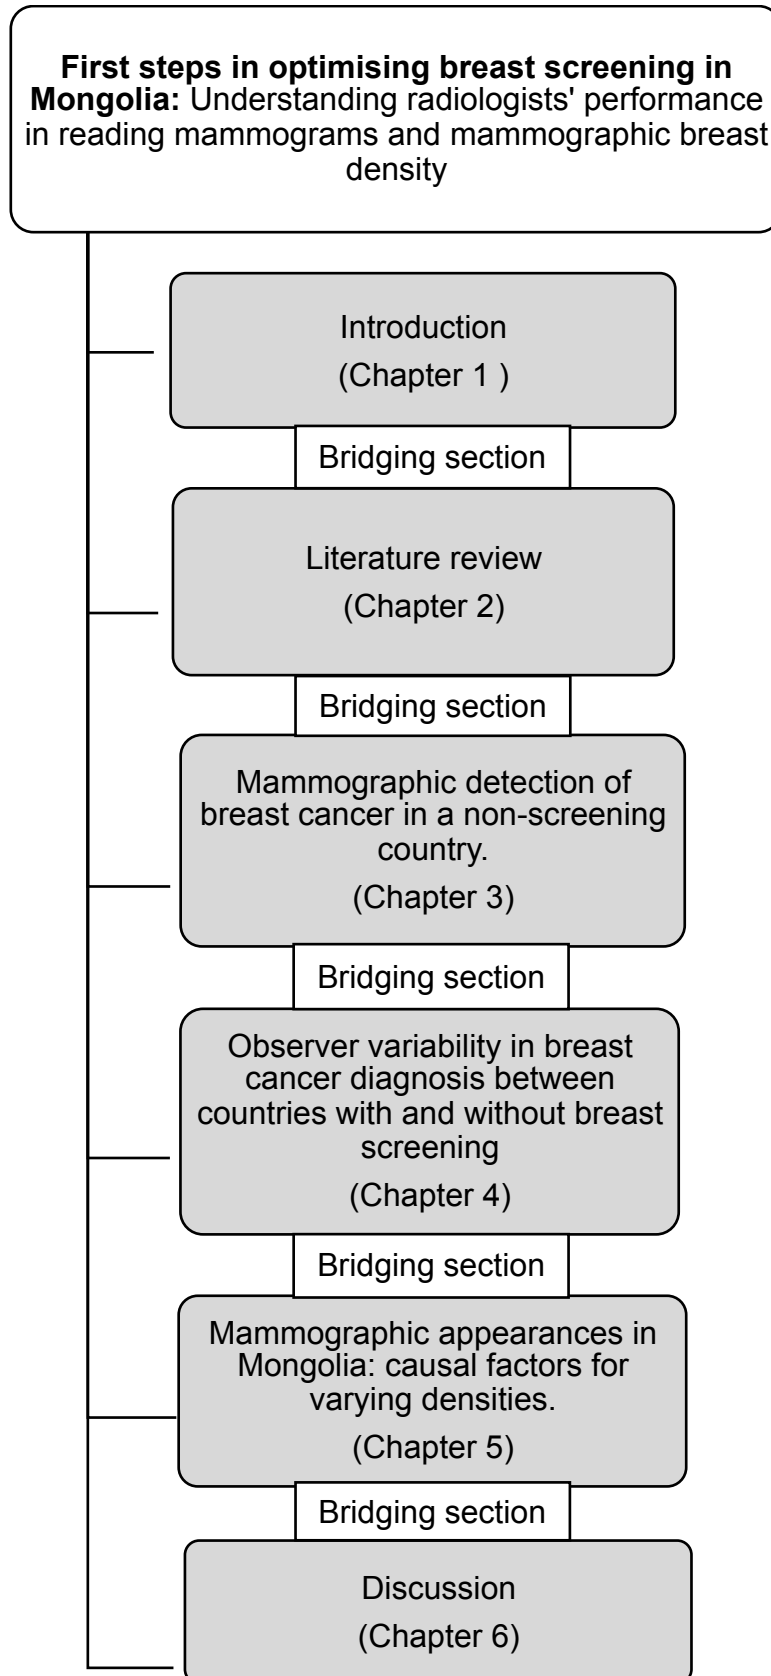 First steps in optimising breast screening in
Mongolia: Understanding radiologists' performance
in reading mammograms and mammographic breast
density
Introduction
(Chapter 1 )
Bridging section
Literature review
(Chapter 2)
Bridging section
Mammographic detection of
breast cancer in a non-screening
country.
(Chapter 3)
Bridging section
Observer variability in breast
cancer diagnosis between
countries with and without breast
screening
(Chapter 4)
Bridging section
Mammographic appearances in
Mongolia: causal factors for
varying densities.
(Chapter 5)
Bridging section
Discussion
(Chapter 6)